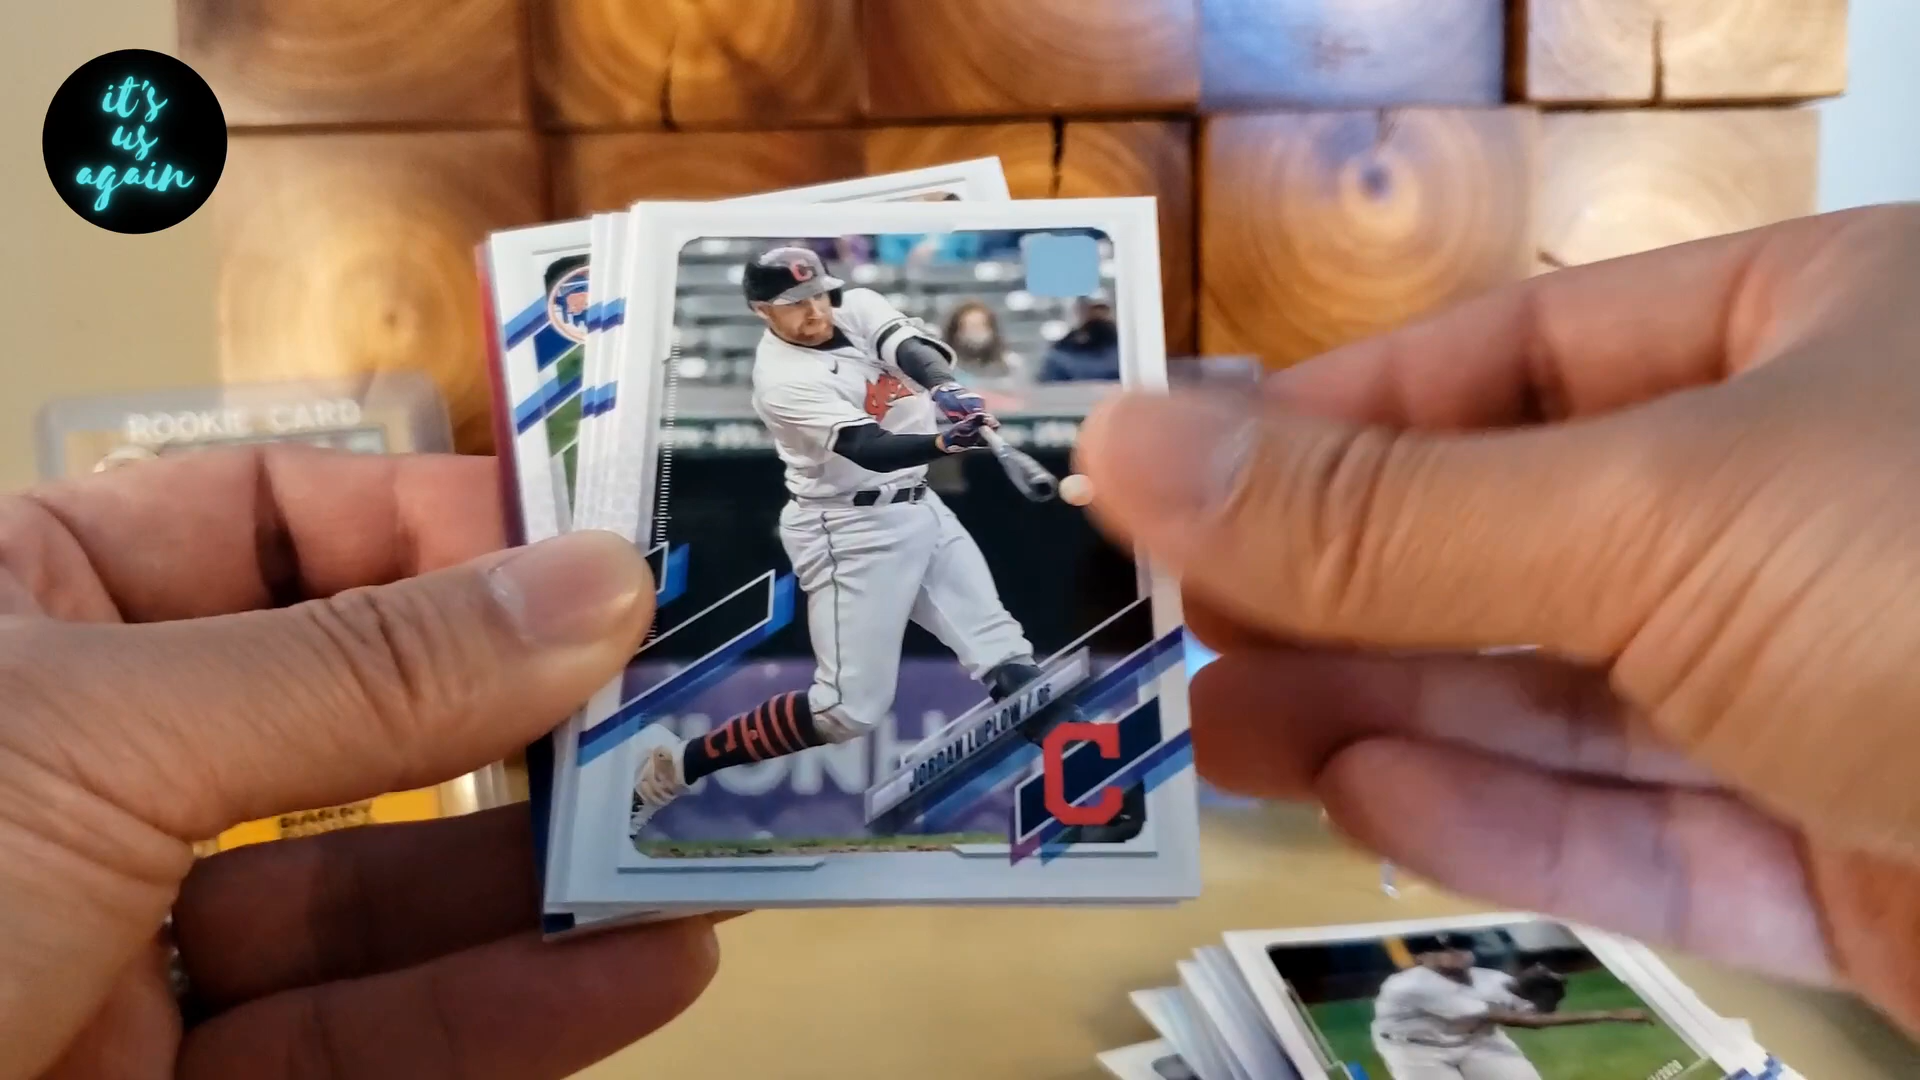 it's
us
again
ROOKIE CARD
JORDAN LUPLOW / OF
C
C